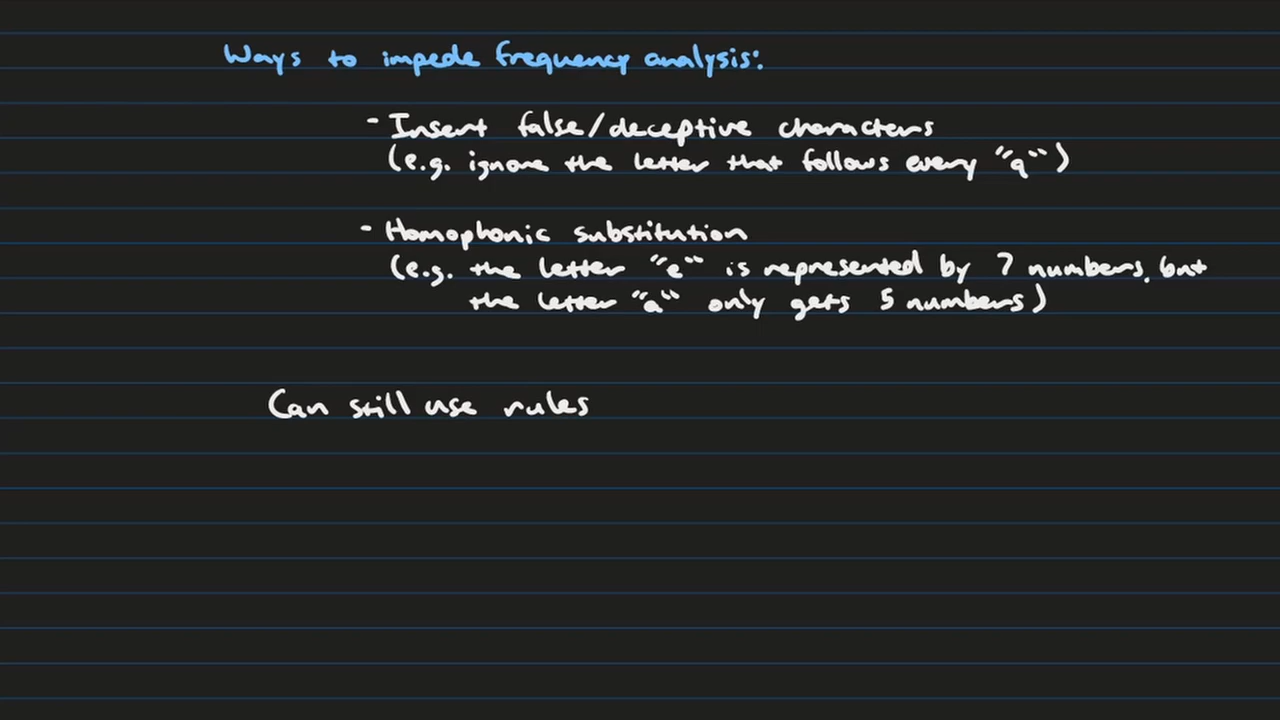 Ways to impede frequency analysis:
- Insert false/deceptive characters
(e.g. ignore the letter that follows every "q")
- Homophonic substitution
(e.g. the letter "e" is represented by 7 numbers, but
the letter "a" only gets 5 numbers)
Can still use rules